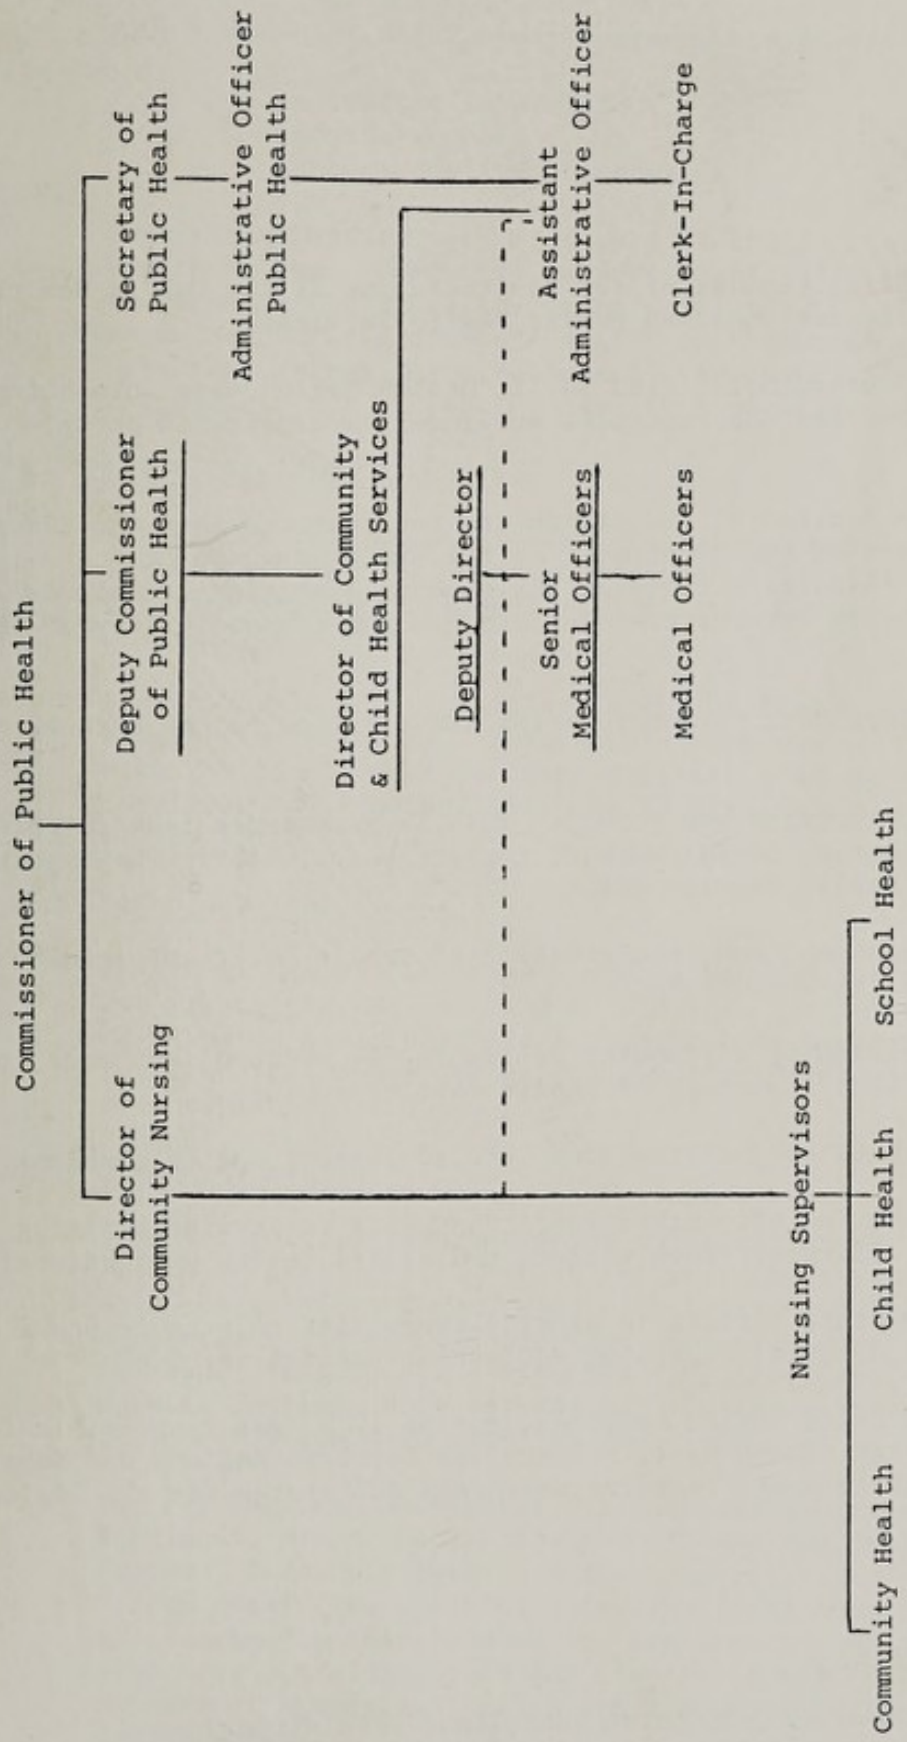 Commissioner of Public Health
Director of
Community Nursing
Deputy Commissioner
of Public Health
Secretary of
Public Health
Administrative Officer
Public Health
Director of Community
& Child Health Services
Deputy Director
Senior
Medical Officers
Assistant
Administrative Officer
Medical Officers
Clerk-In-Charge
Nursing Supervisors
Community Health
Child Health
School Health